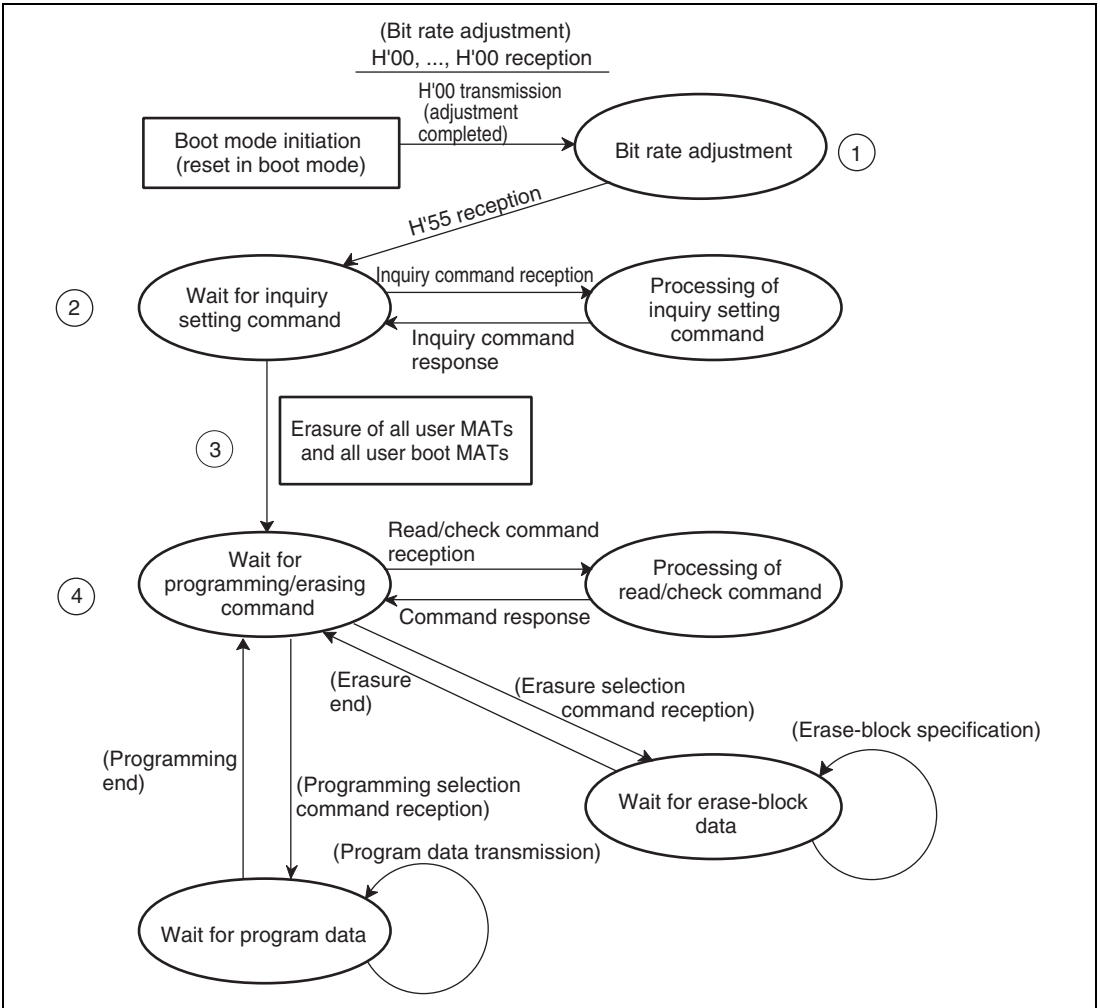 (Bit rate adjustment)
H'00, ..., H'00 reception
H'00 transmission
(adjustment
completed)
Boot mode initiation
(reset in boot mode)
Bit rate adjustment
1
H'55 reception
2
Wait for inquiry
setting command
Inquiry command reception
Inquiry command
response
Processing of
inquiry setting
command
3
Erasure of all user MATs
and all user boot MATs
4
Wait for
programming/erasing
command
Read/check command
reception
Command response
Processing of
read/check command
(Erasure
end)
(Erasure selection
command reception)
(Erase-block specification)
Wait for erase-block
data
(Programming
end)
(Programming selection
command reception)
(Program data transmission)
Wait for program data